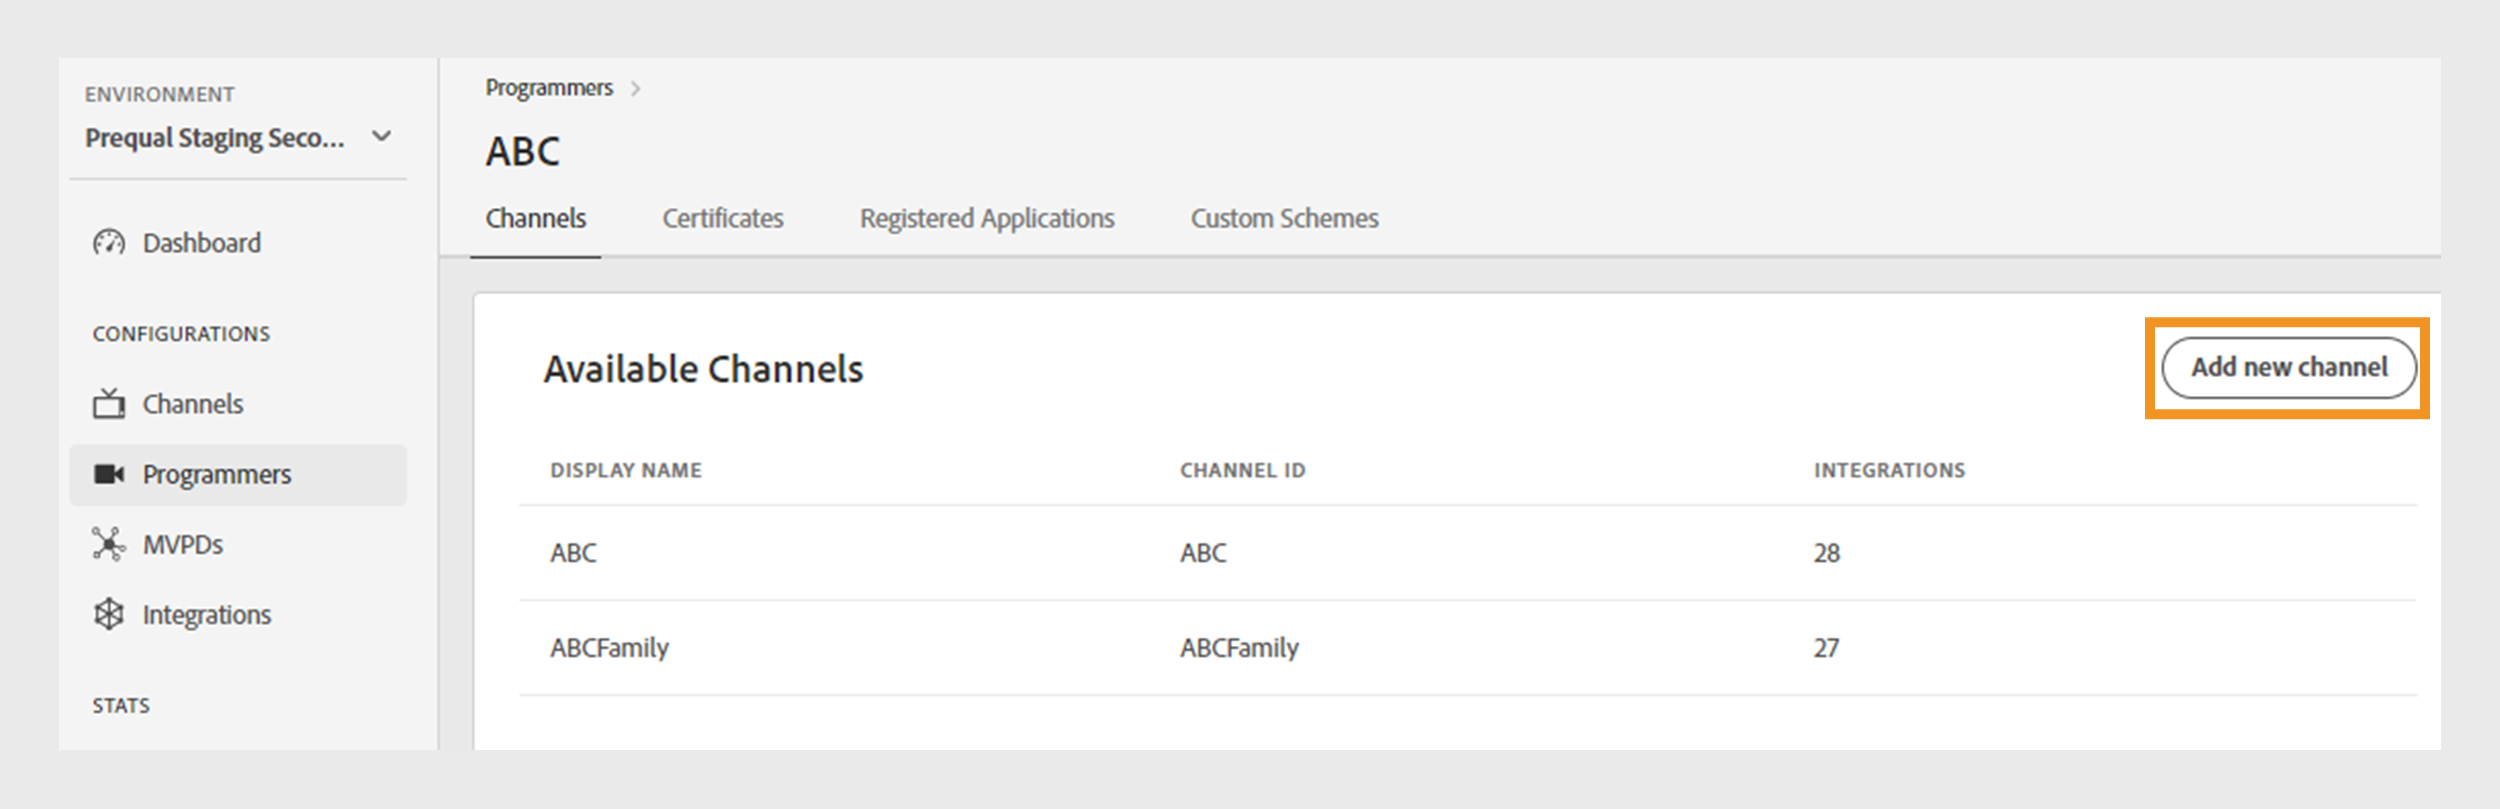 ENVIRONMENT
Prequal Staging Seco...
Dashboard
CONFIGURATIONS
Channels
Programmers
MVPDs
Integrations
STATS
Programmers
ABC
Channels Certificates Registered Applications Custom Schemes
Available Channels
Add new channel
DISPLAY NAME CHANNEL ID INTEGRATIONS
ABC ABC 28
ABCFamily ABCFamily 27